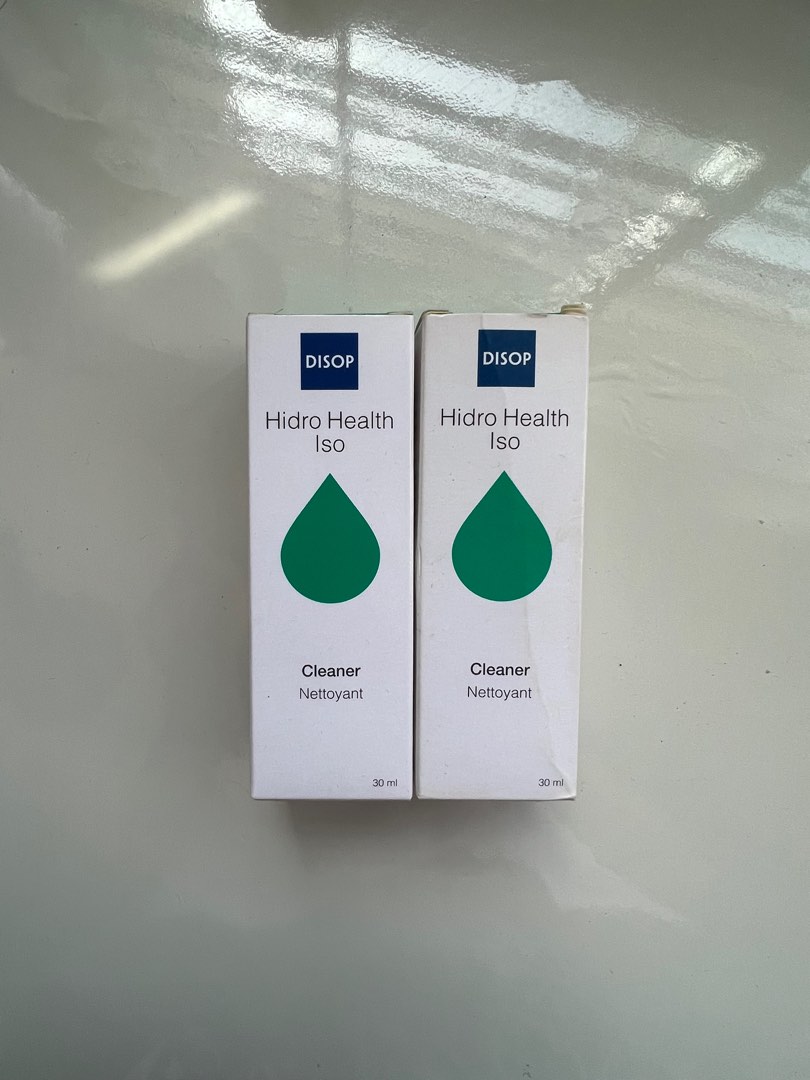 DISOP
Hidro Health
Iso
Cleaner
Nettoyant
30 ml
DISOP
Hidro Health
Iso
Cleaner
Nettoyant
30 ml